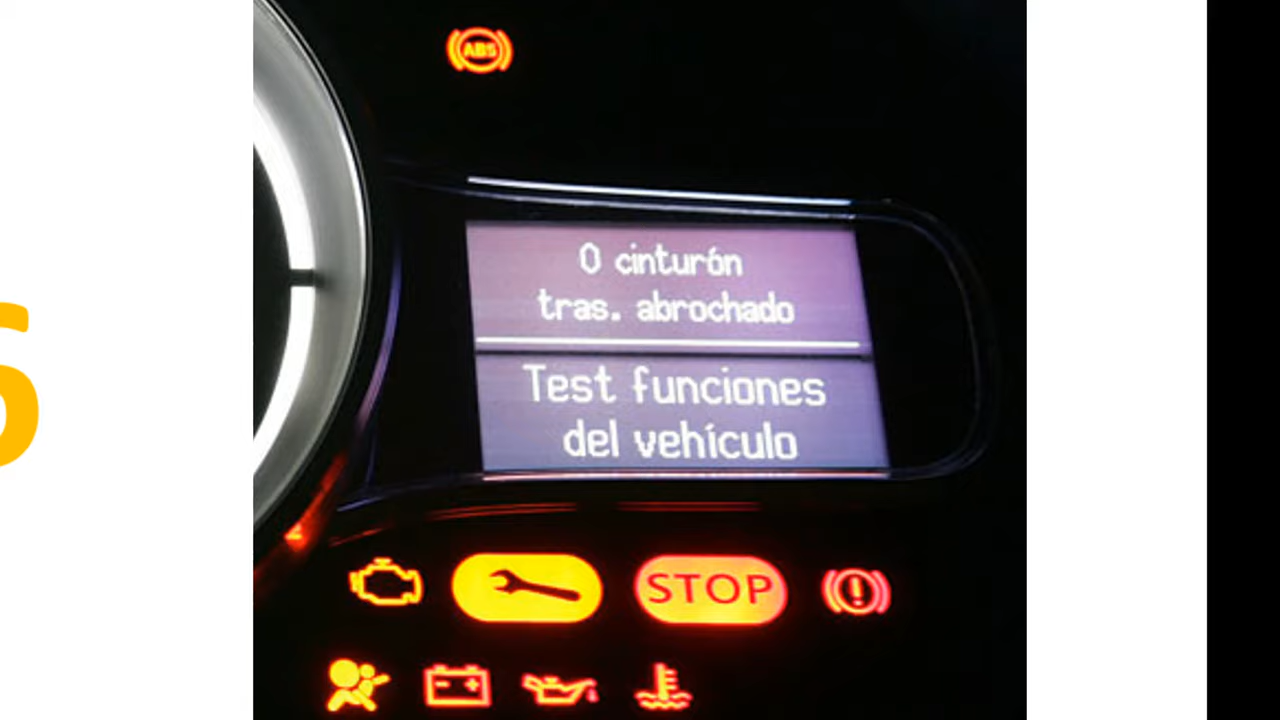 ABS
0 cinturón
tras. abrochado
Test funciones
del vehículo
STOP